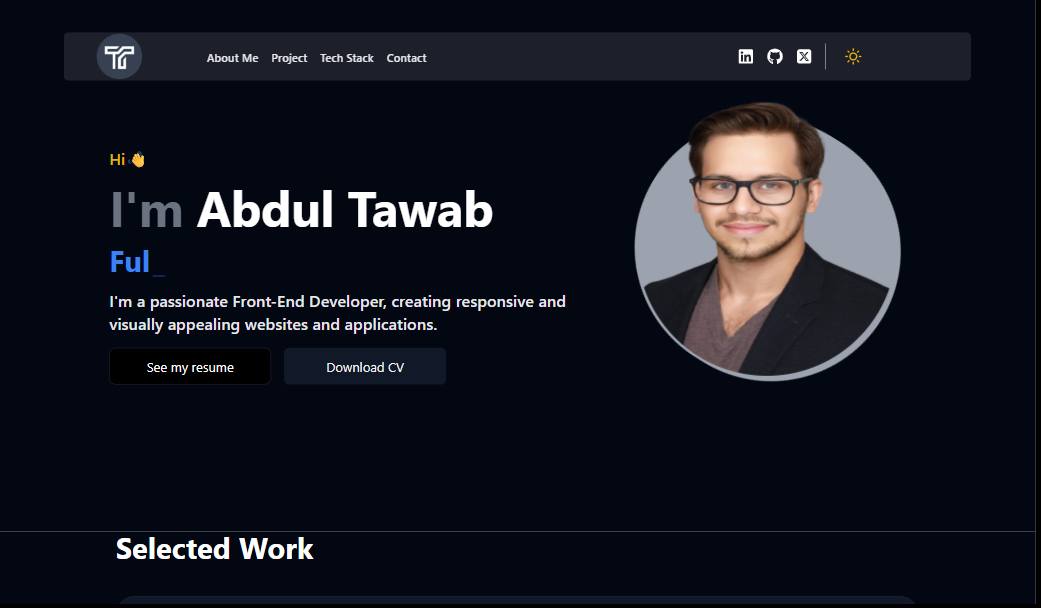 About Me Project Tech Stack Contact
Hi 👋
I'm Abdul Tawab
Ful_
I'm a passionate Front-End Developer, creating responsive and
visually appealing websites and applications.
See my resume Download CV
Selected Work